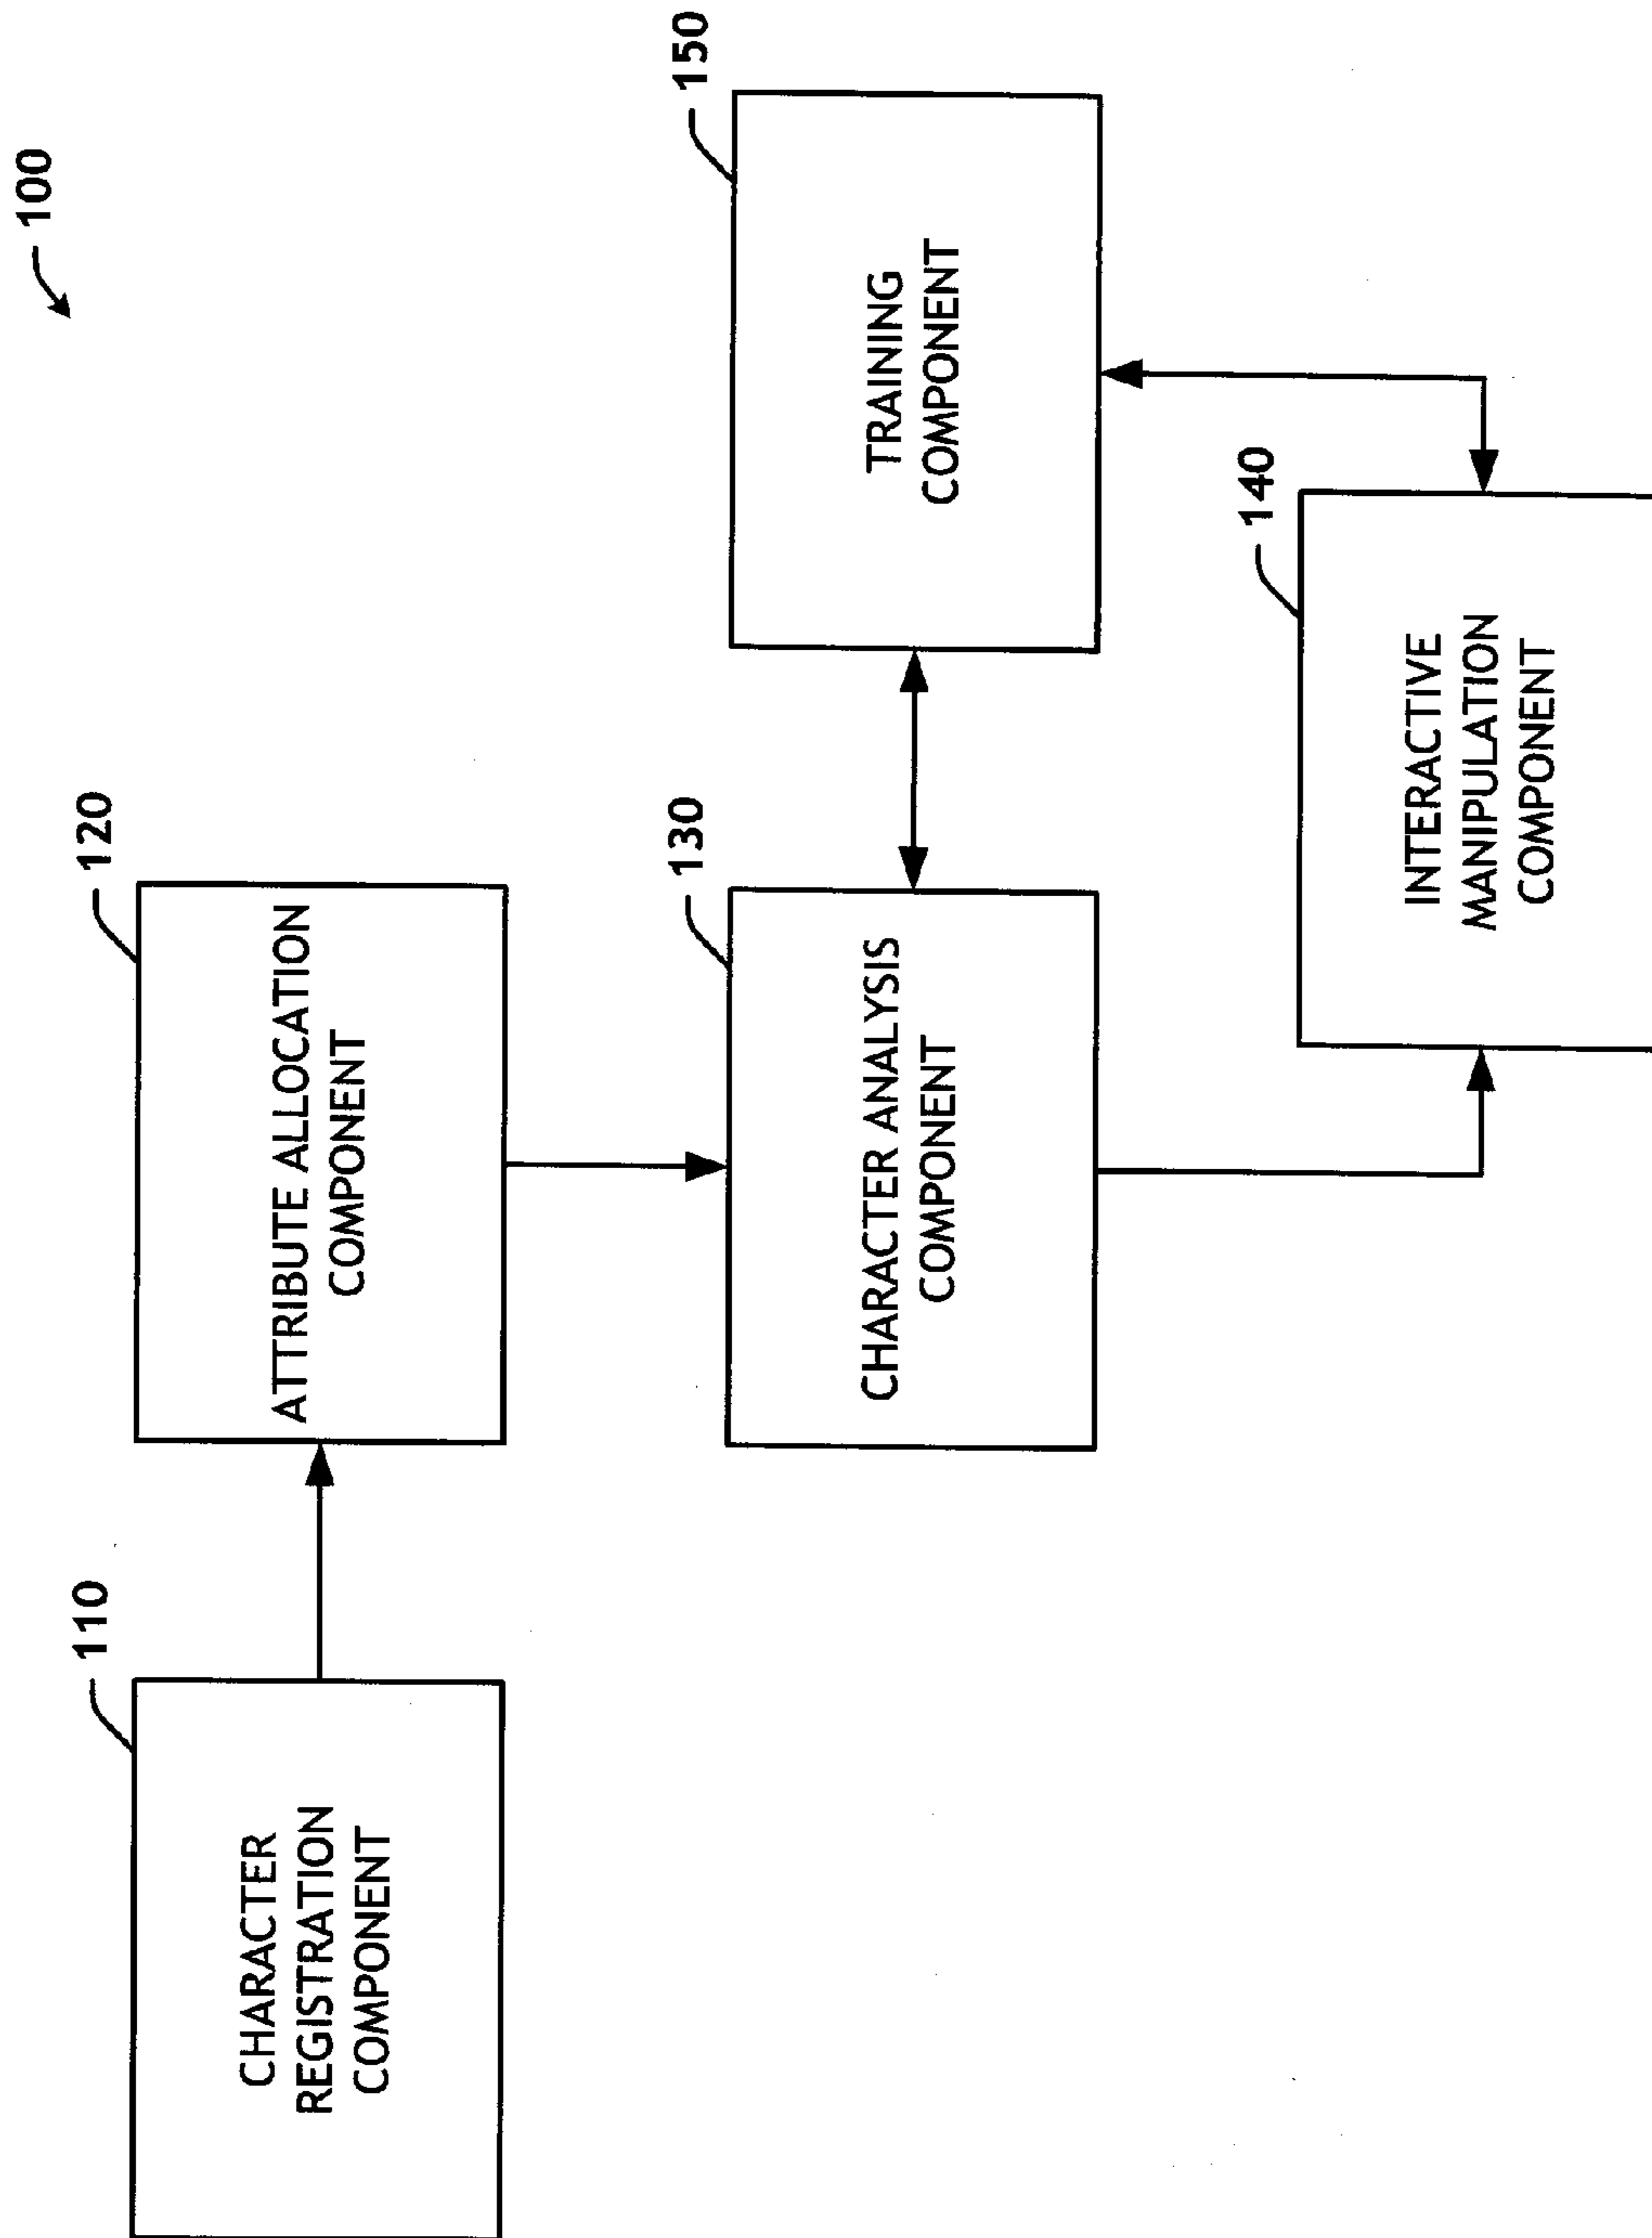 100
110
CHARACTER
REGISTRATION
COMPONENT
120
ATTRIBUTE ALLOCATION
COMPONENT
130
CHARACTER ANALYSIS
COMPONENT
150
TRAINING
COMPONENT
140
INTERACTIVE
MANIPULATION
COMPONENT